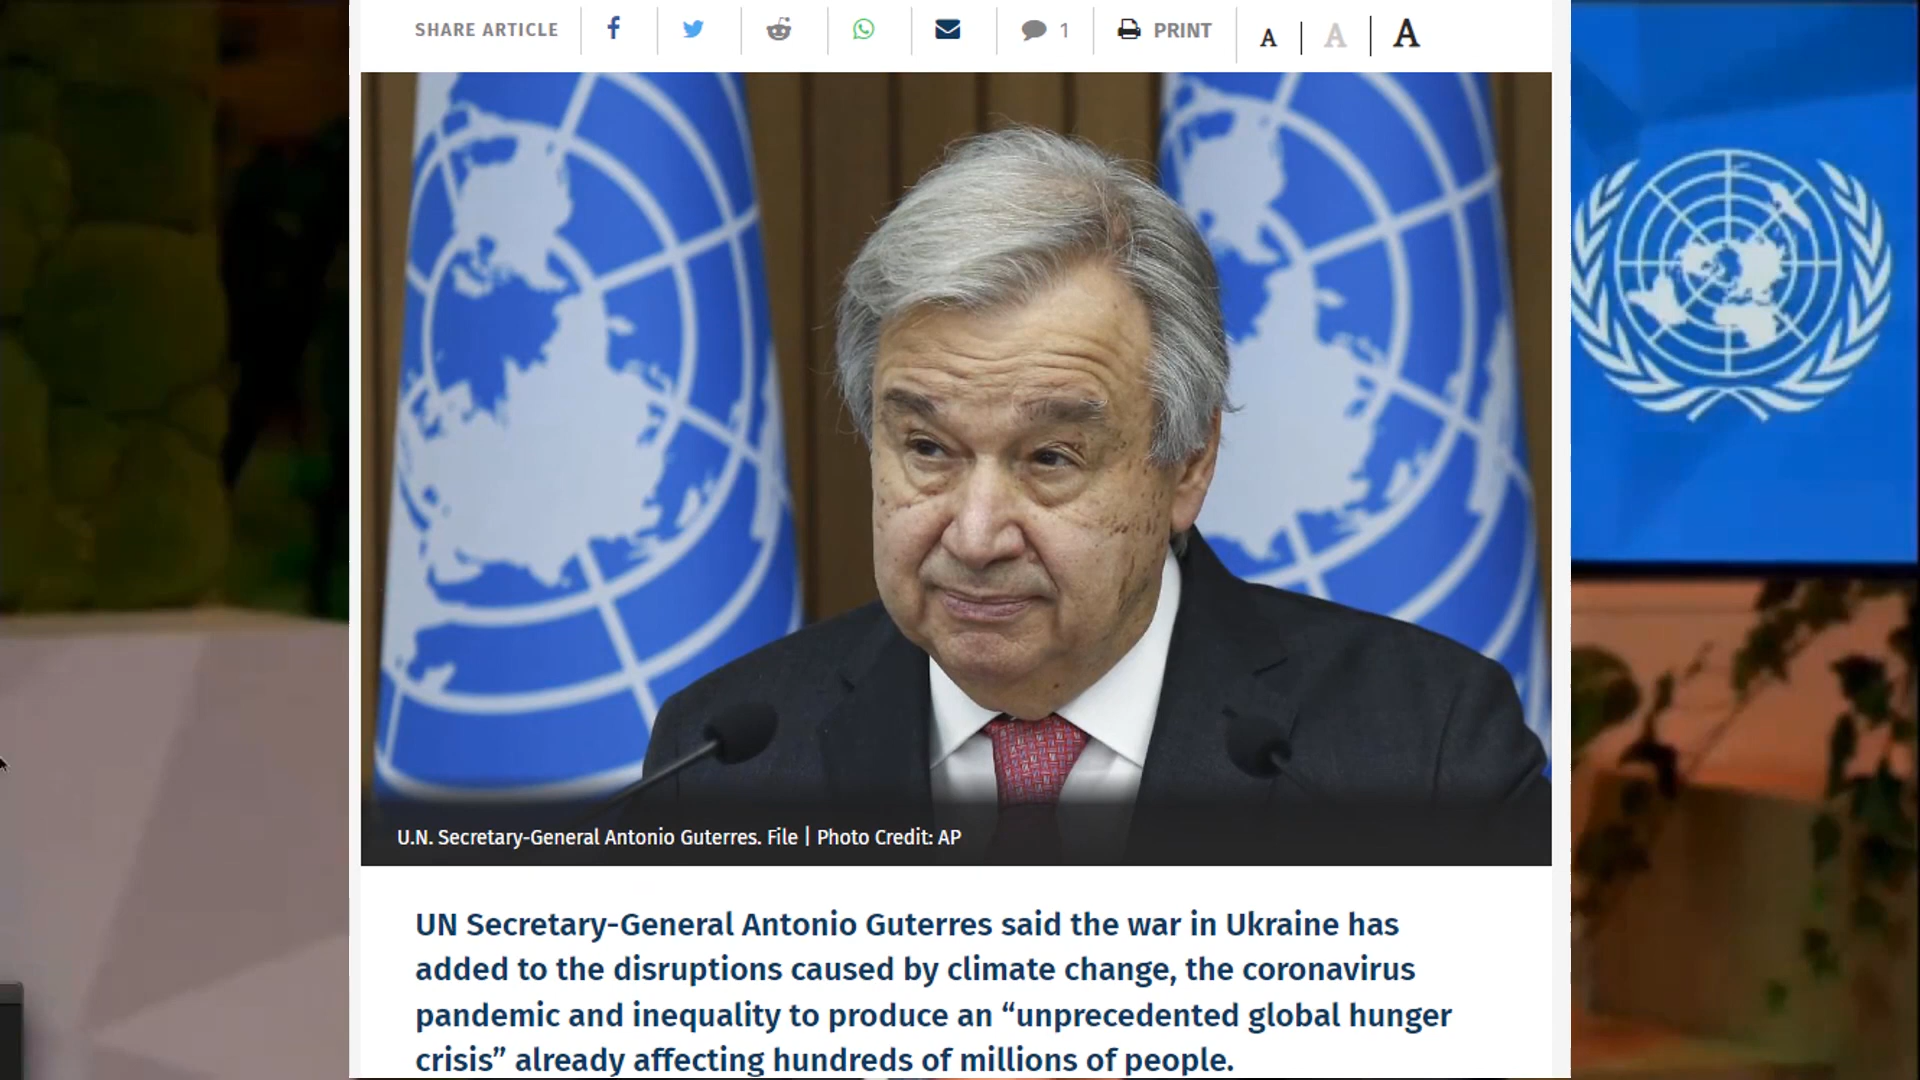 SHARE ARTICLE 1 PRINT A A A
U.N. Secretary-General Antonio Guterres. File | Photo Credit: AP
UN Secretary-General Antonio Guterres said the war in Ukraine has
added to the disruptions caused by climate change, the coronavirus
pandemic and inequality to produce an “unprecedented global hunger
crisis” already affecting hundreds of millions of people.